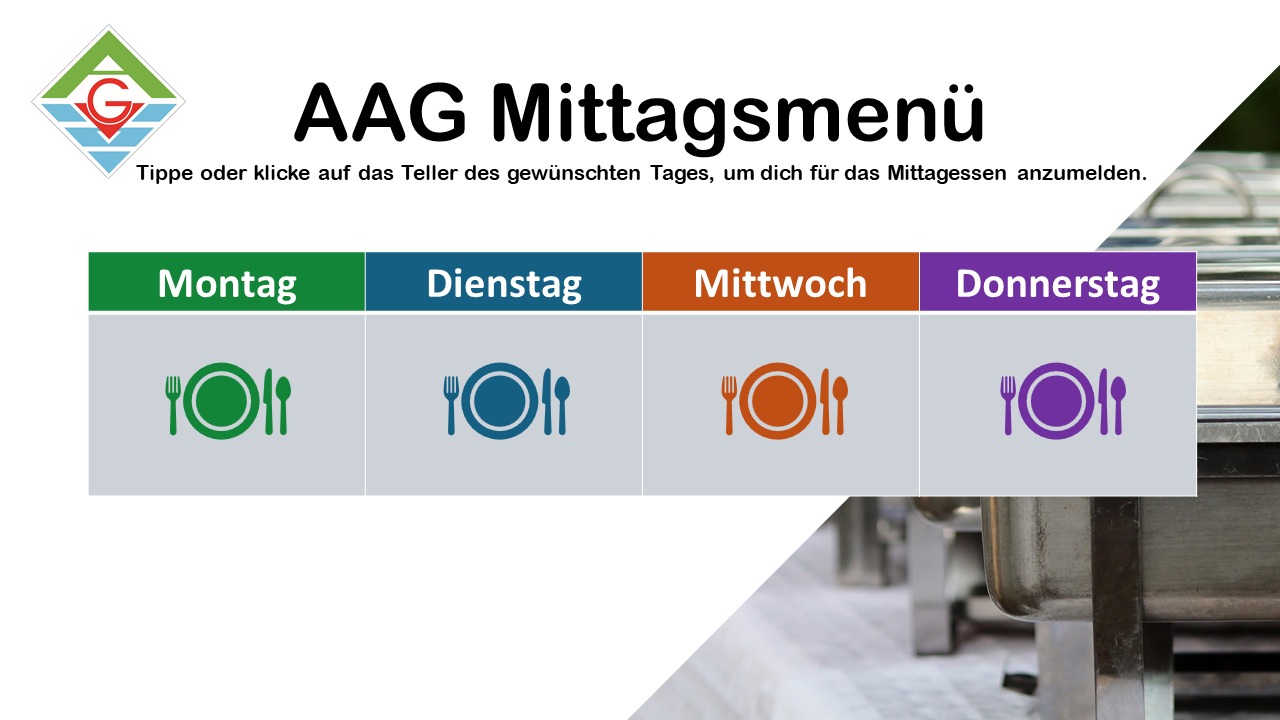 G
AAG Mittagsmenü
Tippe oder klicke auf das Teller des gewünschten Tages, um dich für das Mittagessen anzumelden.
Montag Dienstag Mittwoch Donnerstag